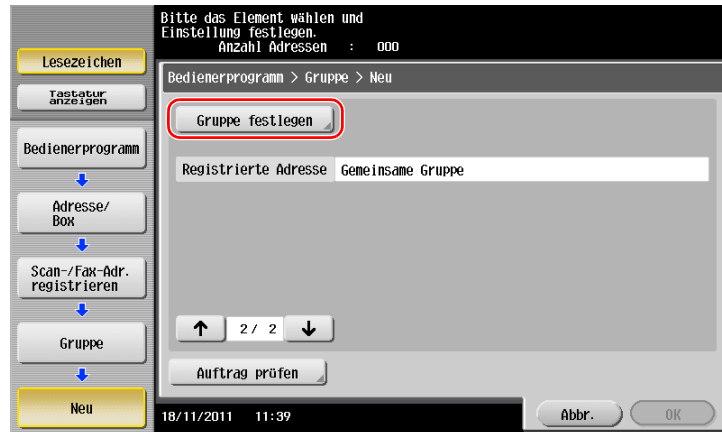 Bitte das Element wählen und
Einstellung festlegen.
Anzahl Adressen : 000
Lesezeichen
Tastatur
anzeigen
Bedienerprogramm
Adresse/
Box
Scan-/Fax-Adr.
registrieren
Gruppe
Neu
Bedienerprogramm > Gruppe > Neu
Gruppe festlegen
Registrierte Adresse Gemeinsame Gruppe
↑ 2/ 2 ↓
Auftrag prüfen
18/11/2011 11:39
Abbr. OK